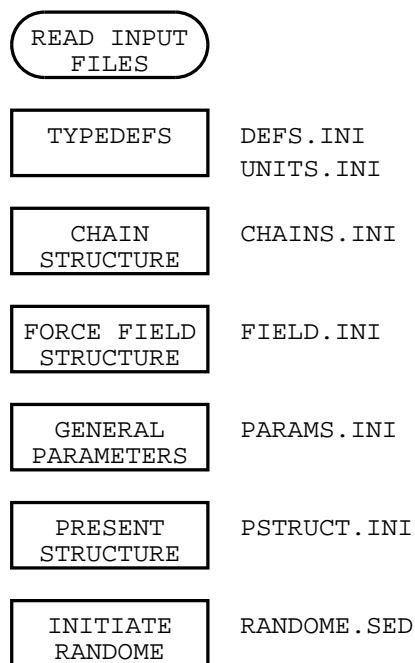 READ INPUT
FILES
TYPEDEFS
DEFS.INI
UNITS.INI
CHAIN
STRUCTURE
CHAINS.INI
FORCE FIELD
STRUCTURE
FIELD.INI
GENERAL
PARAMETERS
PARAMS.INI
PRESENT
STRUCTURE
PSTRUCT.INI
INITIATE
RANDOME
RANDOME.SED